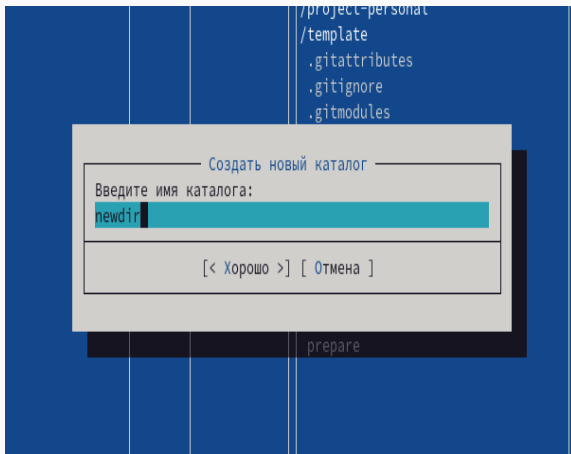 /project-personal
/template
.gitattributes
.gitignore
.gitmodules
Создать новый каталог
Введите имя каталога:
newdir
[< Хорошо >] [ Отмена ]
prepare